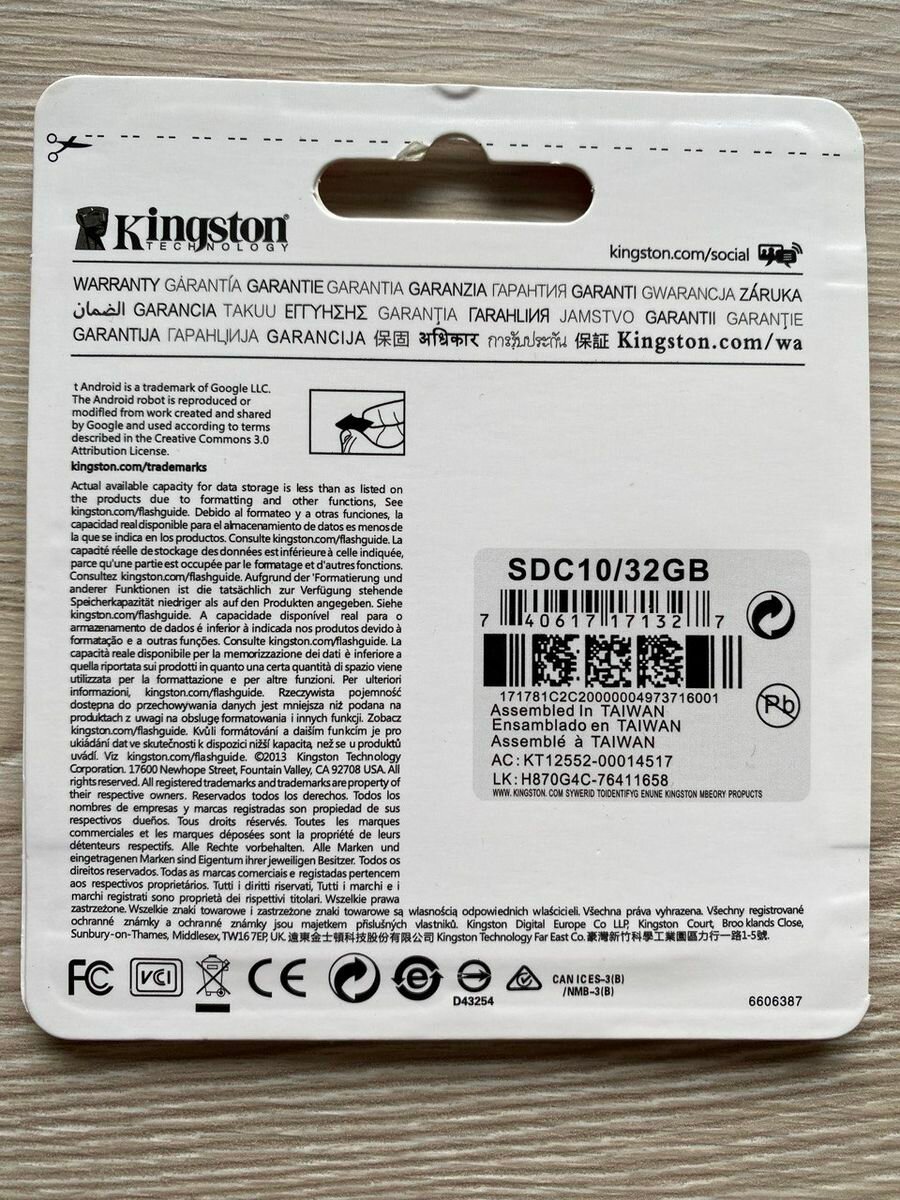 Kingston
TECHNOLOGY
kingston.com/social
WARRANTY GARANTÍA GARANTIE GARANTIA GARANZIA ГАРАНТИЯ GARANTI GWARANCJA ZÁRUKA
الضمان GARANCIA TAKUU ΕΓΓΥΗΣΗΣ GARANȚIA ГАRАНЦИЯ JAMSTVO GARANTII GARANŢIE
GARANTIJA ГАРАНЦИЈА GARANCIJA 保固 अधिकार การรับประกัน 保証 Kingston.com/wa
t Android is a trademark of Google LLC.
The Android robot is reproduced or
modified from work created and shared
by Google and used according to terms
described in the Creative Commons 3.0
Attribution License.
kingston.com/trademarks
Actual available capacity for data storage is less than as listed on
the products due to formatting and other functions, See
kingston.com/flashguide. Debido al formateo y a otras funciones, la
capacidad real disponible para el almacenamiento de datos es menos de
la que se indica en los productos. Consulte kingston.com/flashguide. La
capacité réelle de stockage des données est inférieure à celle indiquée,
parce qu'une partie est occupée par le formatage et d'autres fonctions.
Consultez kingston.com/flashguide. Aufgrund der 'Formatierung und
anderer Funktionen ist die tatsächlich zur Verfügung stehende
Speicherkapazität niedriger als auf den Produkten angegeben. Siehe
kingston.com/flashguide. A capacidade disponível real para o
armazenamento de dados é inferior à indicada nos produtos devido à
formatação e a outras funções. Consulte kingston.com/flashguide. La
capacità reale disponibile per la memorizzazione dei dati è inferiore a
quella riportata sui prodotti in quanto una certa quantità di spazio viene
utilizzata per la formattazione e per altre funzioni. Per ulteriori
informazioni, kingston.com/flashguide. Rzeczywista pojemność
dostępna do przechowywania danych jest mniejsza niż podana na
produktach z uwagi na obsługę formatowania i innych funkcji. Zobacz
kingston.com/flashguide. Kvůli formátování a dalším funkcím je pro
ukládání dat ve skutečnosti k dispozici nižší kapacita, než se u produktů
uvádí. Viz kingston.com/flashguide. ©2013 Kingston Technology
Corporation. 17600 Newhope Street, Fountain Valley, CA 92708 USA. All
rights reserved. All registered trademarks and trademarks are property of
their respective owners. Reservados todos los derechos. Todos los
nombres de empresas y marcas registradas son propiedad de sus
respectivos dueños. Tous droits réservés. Toutes les marques
commerciales et les marques déposées sont la propriété de leurs
détenteurs respectifs. Alle Rechte vorbehalten. Alle Marken und
eingetragenen Marken sind Eigentum ihrer jeweiligen Besitzer. Todos os
direitos reservados. Todas as marcas comerciais e registadas pertencem
aos respectivos proprietários. Tutti i diritti riservati, Tutti i marchi e i
marchi registrati sono proprietà dei rispettivi titolari. Wszelkie prawa
zastrzeżone. Wszelkie znaki towarowe i zastrzeżone znaki towarowe są własnością odpowiednich właścicieli. Všechna práva vyhrazena. Všechny registrované
ochranné známky a ochranné známky jsou majetkem příslušných vlastníků. Kingston Digital Europe Co LLP, Kingston Court, Broo klands Close,
Sunbury-on-Thames, Middlesex, TW16 7EP, UK 遠東金士頓科技股份有限公司 Kingston Technology Far East Co. 臺灣新竹科學工業園區力行一路1-5號.
SDC10/32GB
7 40617 17132 7
171781C2C20000004973716001
Assembled In TAIWAN
Ensamblado en TAIWAN
Assemblé à TAIWAN
AC: KT12552-00014517
LK: H870G4C-76411658
WWW. KINGSTON. COM SYWERID TOIDENTIFYG ENUNE KINGSTON MBEORY PROPUCTS
Pb
FC VCI CE e D43254 CAN ICES-3(B)
/NMB-3(B)
6606387